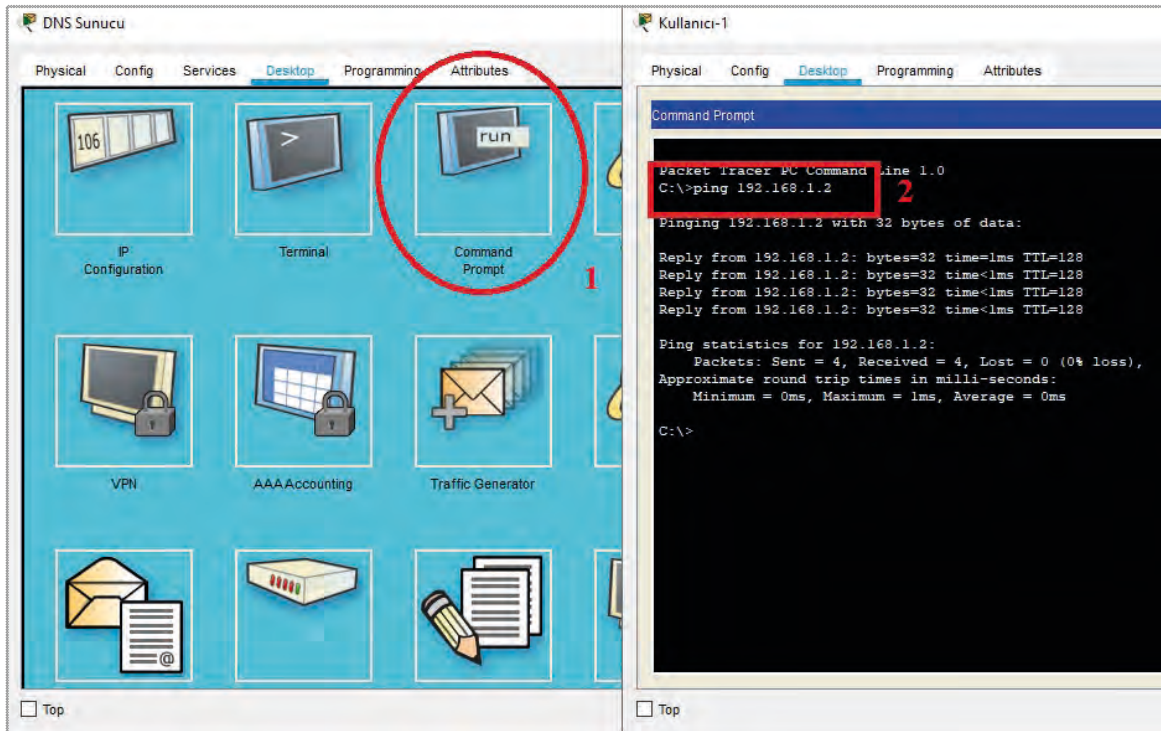 DNS Sunucu
Physical Config Services Desktop Programming Attributes
106
>
run
IP
Configuration
Terminal
Command
Prompt
1
VPN
AAA Accounting
Traffic Generator
@
Top
Kullanıcı-1
Physical Config Desktop Programming Attributes
Command Prompt
Packet Tracer PC Command Line 1.0
C:\>ping 192.168.1.2
2
Pinging 192.168.1.2 with 32 bytes of data:
Reply from 192.168.1.2: bytes=32 time=1ms TTL=128
Reply from 192.168.1.2: bytes=32 time<1ms TTL=128
Reply from 192.168.1.2: bytes=32 time<1ms TTL=128
Reply from 192.168.1.2: bytes=32 time<1ms TTL=128
Ping statistics for 192.168.1.2:
Packets: Sent = 4, Received = 4, Lost = 0 (0% loss),
Approximate round trip times in milli-seconds:
Minimum = 0ms, Maximum = 1ms, Average = 0ms
C:\>
Top